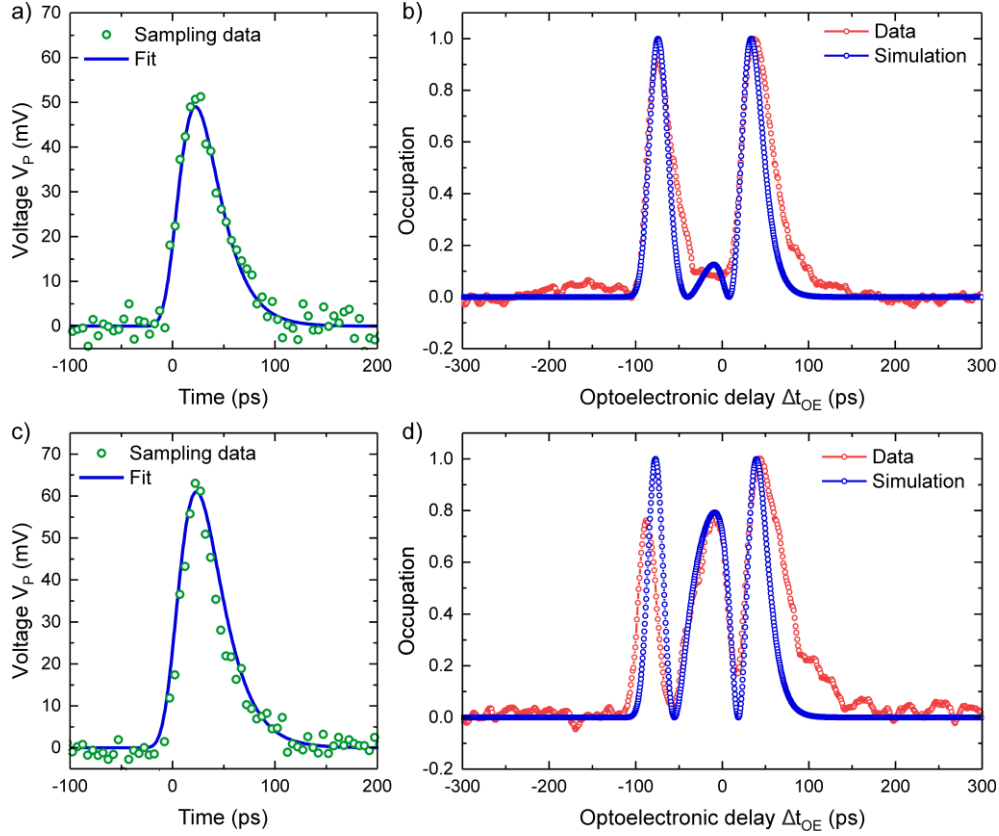 a)
70
60
50
40
30
20
10
0
Voltage V_P (mV)
Sampling data
Fit
-100 0 100 200
Time (ps)
b)
1.0
0.8
0.6
0.4
0.2
0.0
-0.2
Occupation
Data
Simulation
-300 -200 -100 0 100 200 300
Optoelectronic delay Δt_OE (ps)
c)
70
60
50
40
30
20
10
0
Voltage V_P (mV)
Sampling data
Fit
-100 0 100 200
Time (ps)
d)
1.0
0.8
0.6
0.4
0.2
0.0
-0.2
Occupation
Data
Simulation
-300 -200 -100 0 100 200 300
Optoelectronic delay Δt_OE (ps)